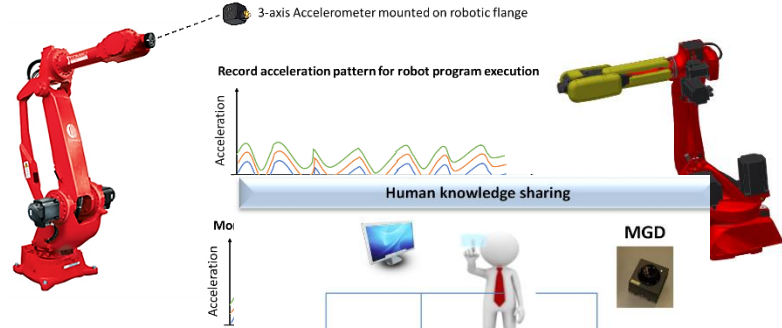 3-axis Accelerometer mounted on robotic flange
Record acceleration pattern for robot program execution
Acceleration
Human knowledge sharing
MGD
Acceleration